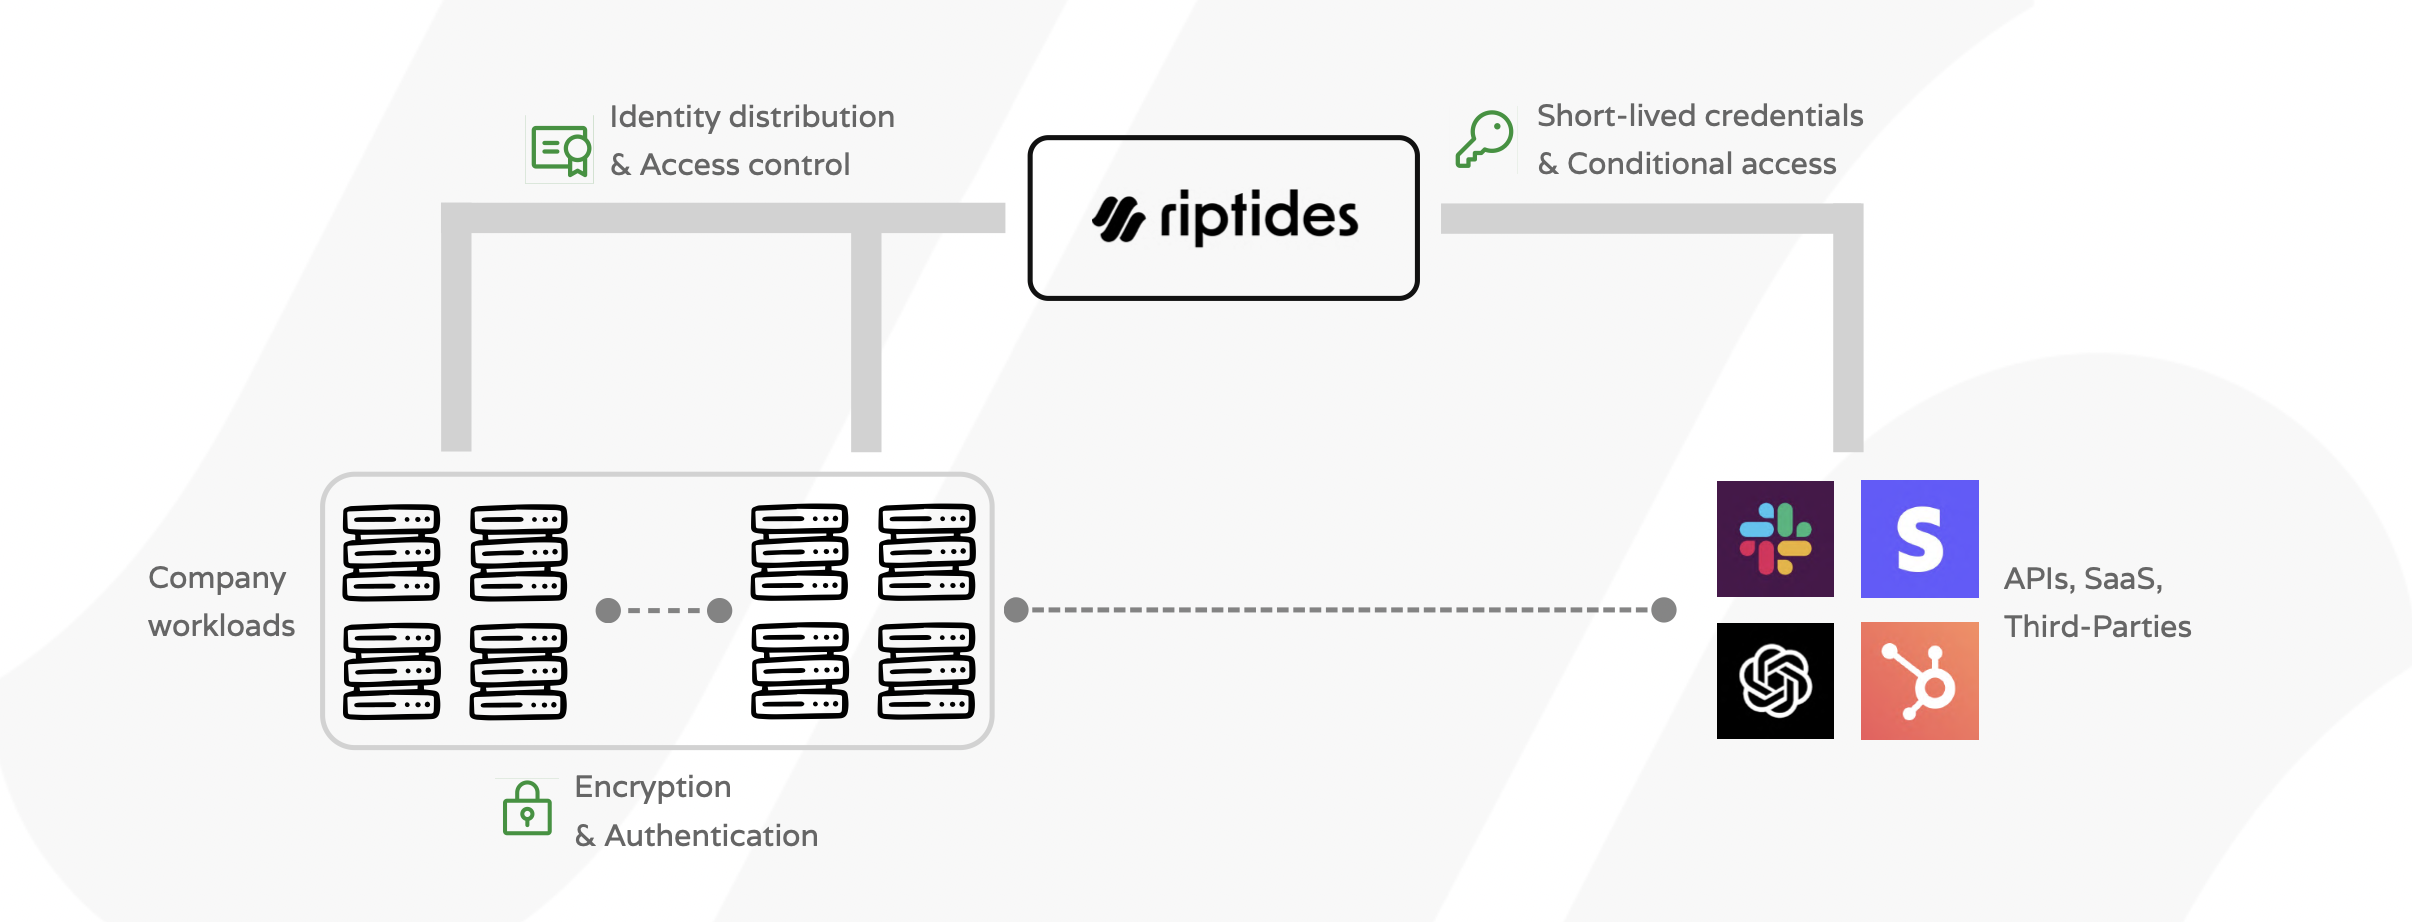 Identity distribution
& Access control
riptides
Short-lived credentials
& Conditional access
Company
workloads
S
APIs, SaaS,
Third-Parties
Encryption
& Authentication